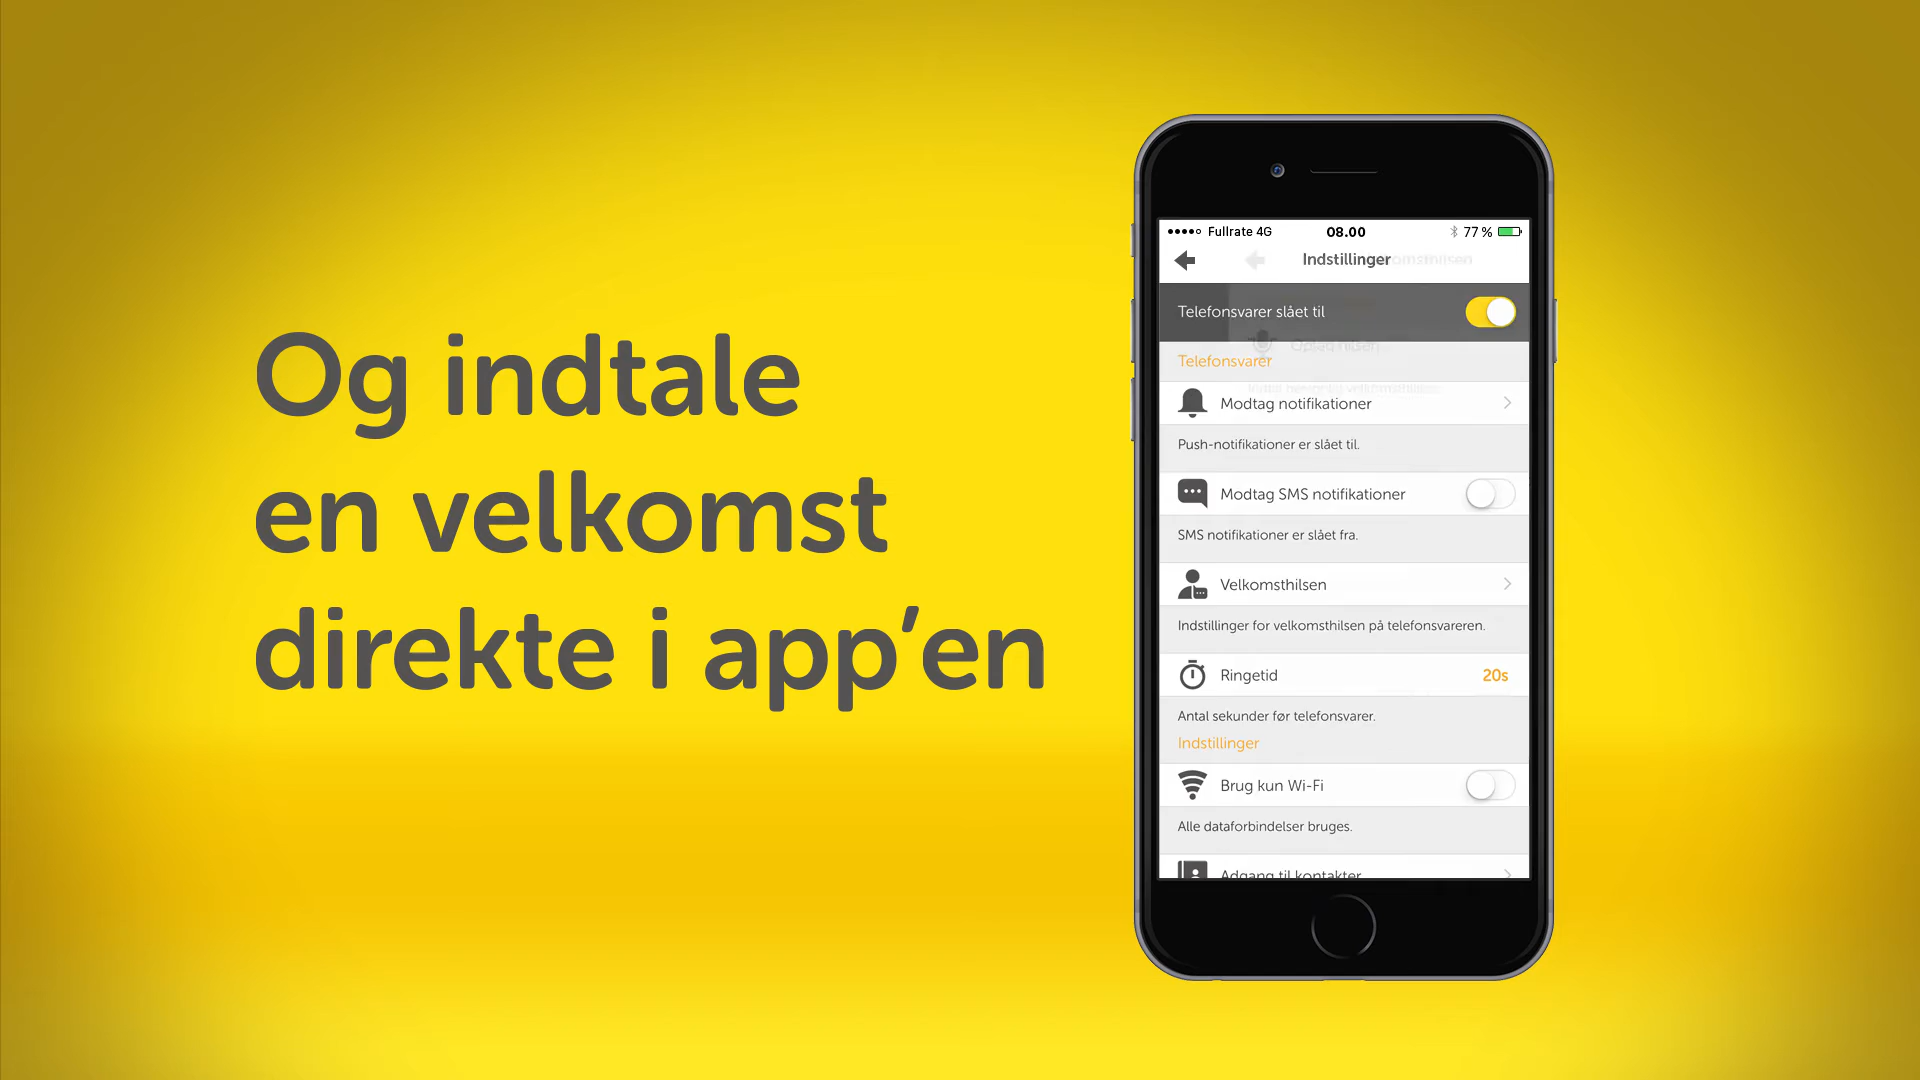 Og indtale
en velkomst
direkte i app’en
Fullrate 4G 08.00 77 %
Indstillinger
Telefonsvarer slået til
Telefonsvarer
Modtag notifikationer
Push-notifikationer er slået til.
Modtag SMS notifikationer
SMS notifikationer er slået fra.
Velkomsthilsen
Indstillinger for velkomsthilsen på telefonsvareren.
Ringetid 20s
Antal sekunder før telefonsvarer.
Indstillinger
Brug kun Wi-Fi
Alle dataforbindelser bruges.
Adgang til kontakter